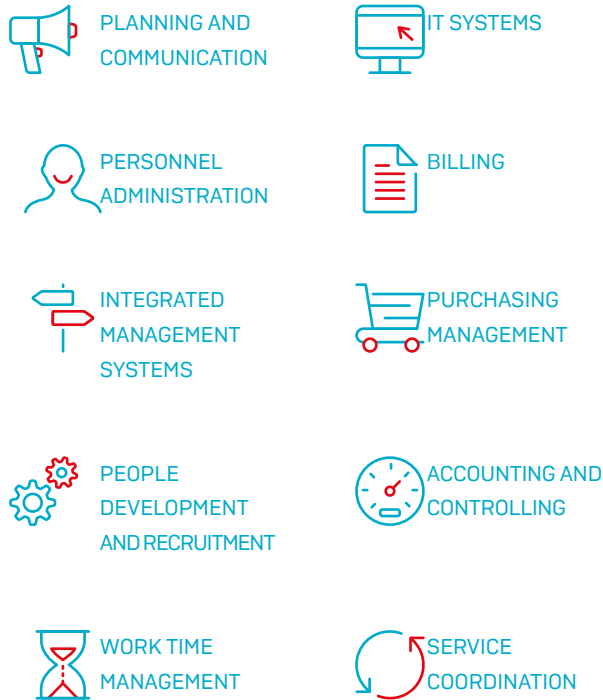 PLANNING AND
COMMUNICATION
IT SYSTEMS
PERSONNEL
ADMINISTRATION
BILLING
INTEGRATED
MANAGEMENT
SYSTEMS
PURCHASING
MANAGEMENT
PEOPLE
DEVELOPMENT
AND RECRUITMENT
ACCOUNTING AND
CONTROLLING
WORK TIME
MANAGEMENT
SERVICE
COORDINATION